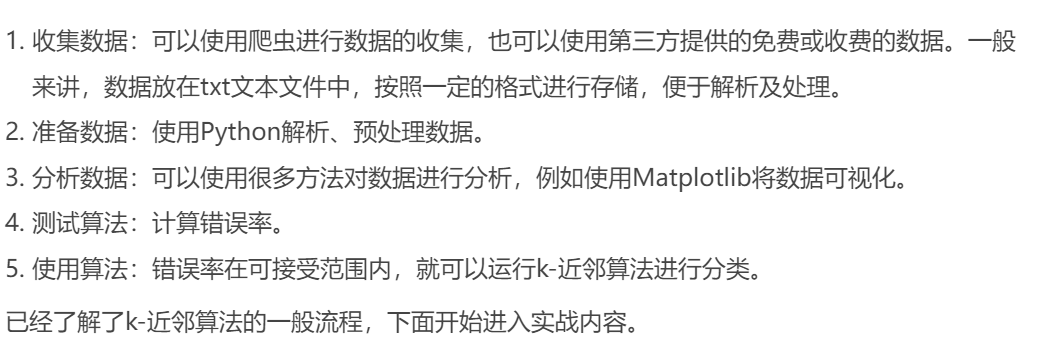 1. 收集数据：可以使用爬虫进行数据的收集，也可以使用第三方提供的免费或收费的数据。一般
来讲，数据放在txt文本文件中，按照一定的格式进行存储，便于解析及处理。
2. 准备数据：使用Python解析、预处理数据。
3. 分析数据：可以使用很多方法对数据进行分析，例如使用Matplotlib将数据可视化。
4. 测试算法：计算错误率。
5. 使用算法：错误率在可接受范围内，就可以运行k-近邻算法进行分类。
已经了解了k-近邻算法的一般流程，下面开始进入实战内容。